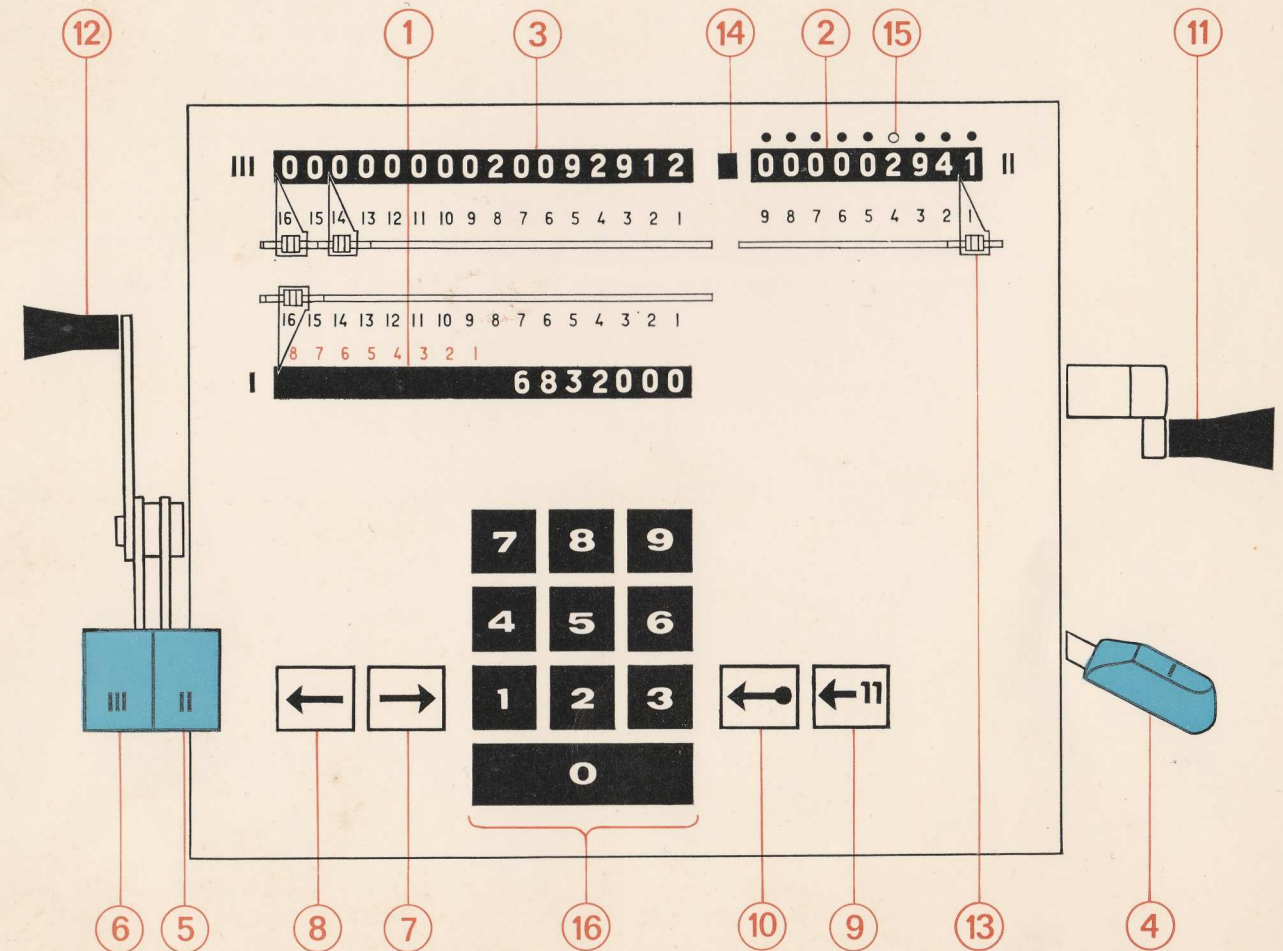 12 1 3 14 2 15 11
III 0000000020092912 000002941 II
16 15 14 13 12 11 10 9 8 7 6 5 4 3 2 1 9 8 7 6 5 4 3 2 1
16 15 14 13 12 11 10 9 8 7 6 5 4 3 2 1
8 7 6 5 4 3 2 1
I 6832000
7 8 9
4 5 6
III II ← → 1 2 3 ← ←11 I
0
6 5 8 7 16 10 9 13 4